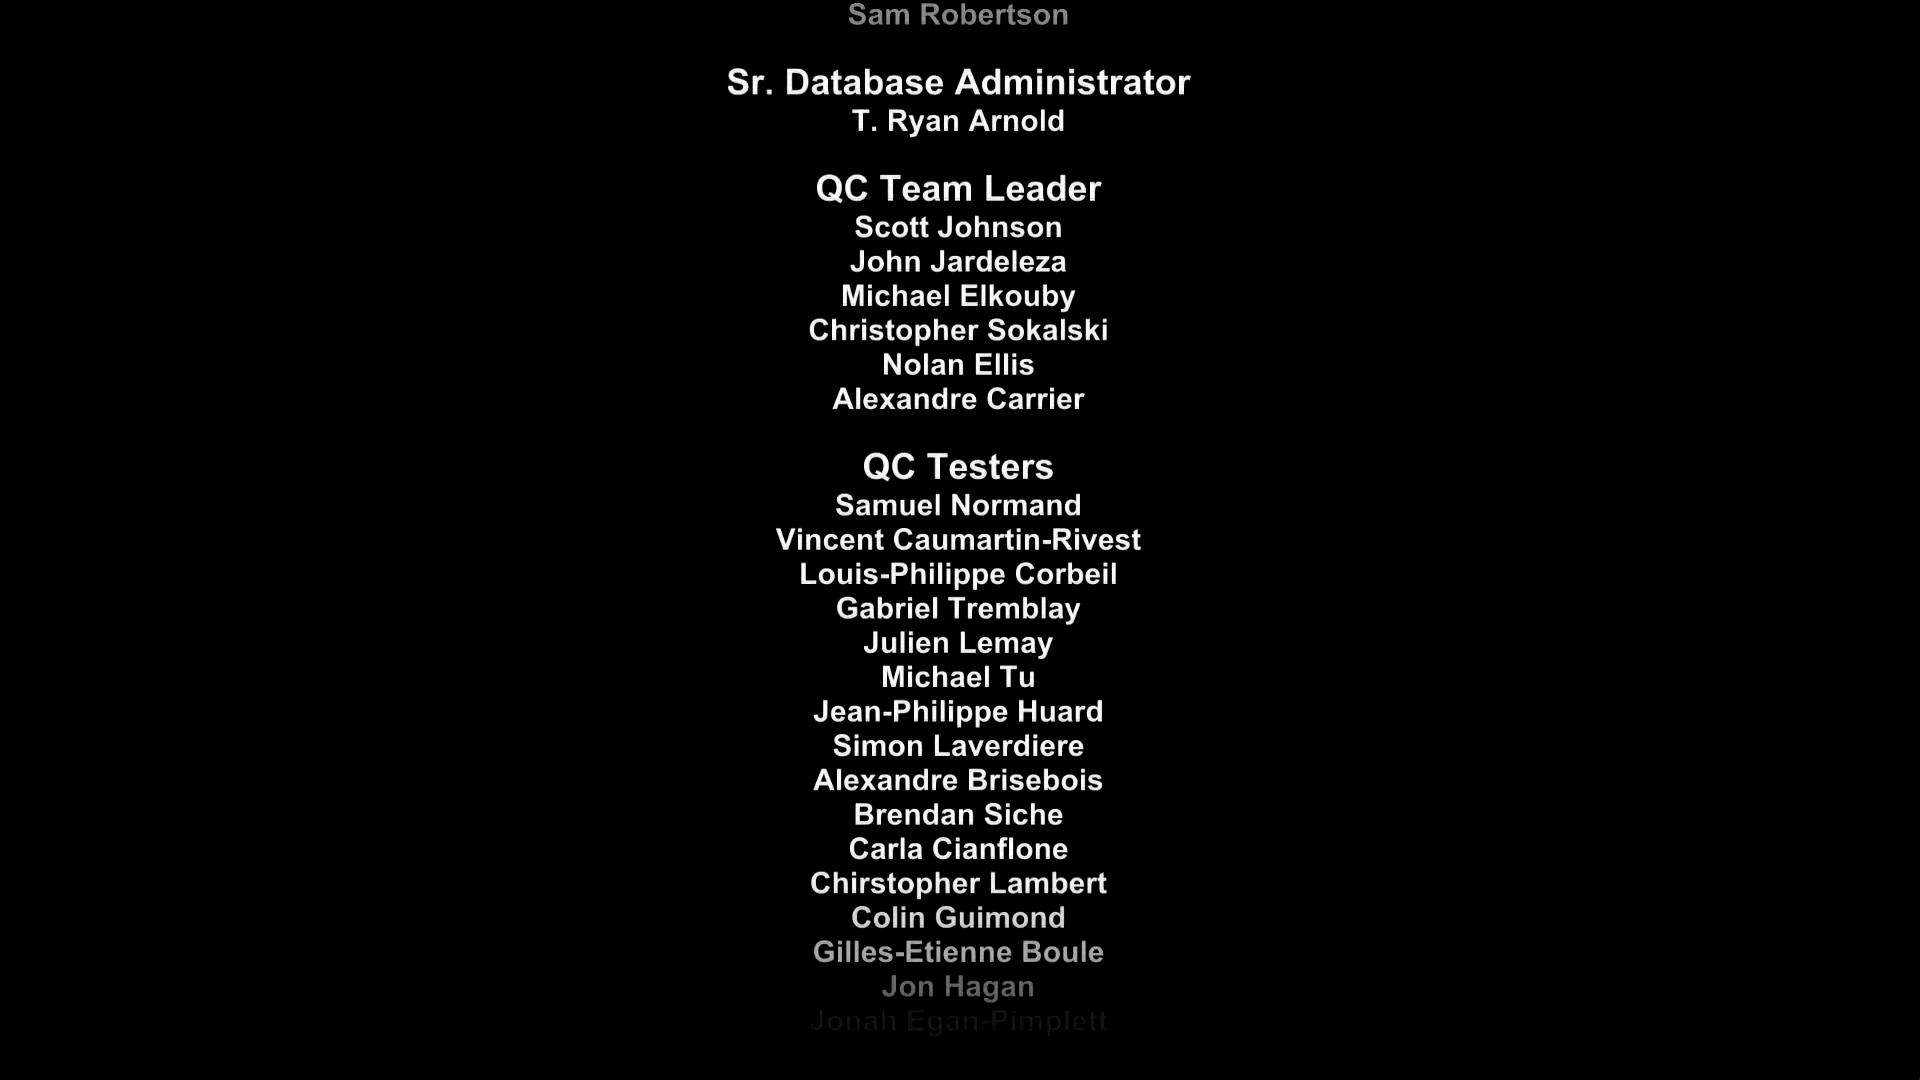 Sam Robertson
Sr. Database Administrator
T. Ryan Arnold
QC Team Leader
Scott Johnson
John Jardeleza
Michael Elkouby
Christopher Sokalski
Nolan Ellis
Alexandre Carrier
QC Testers
Samuel Normand
Vincent Caumartin-Rivest
Louis-Philippe Corbeil
Gabriel Tremblay
Julien Lemay
Michael Tu
Jean-Philippe Huard
Simon Laverdiere
Alexandre Brisebois
Brendan Siche
Carla Cianflone
Chirstopher Lambert
Colin Guimond
Gilles-Etienne Boule
Jon Hagan
Jonah Egan-Pimplett